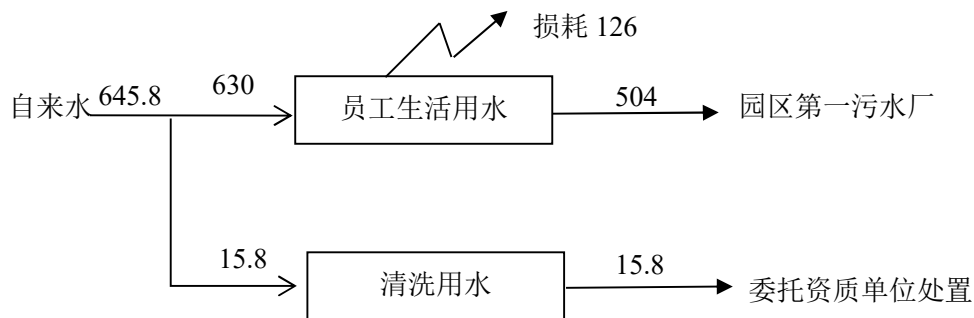 损耗 126
自来水 645.8 630 员工生活用水 504 园区第一污水厂
15.8 清洗用水 15.8 委托资质单位处置